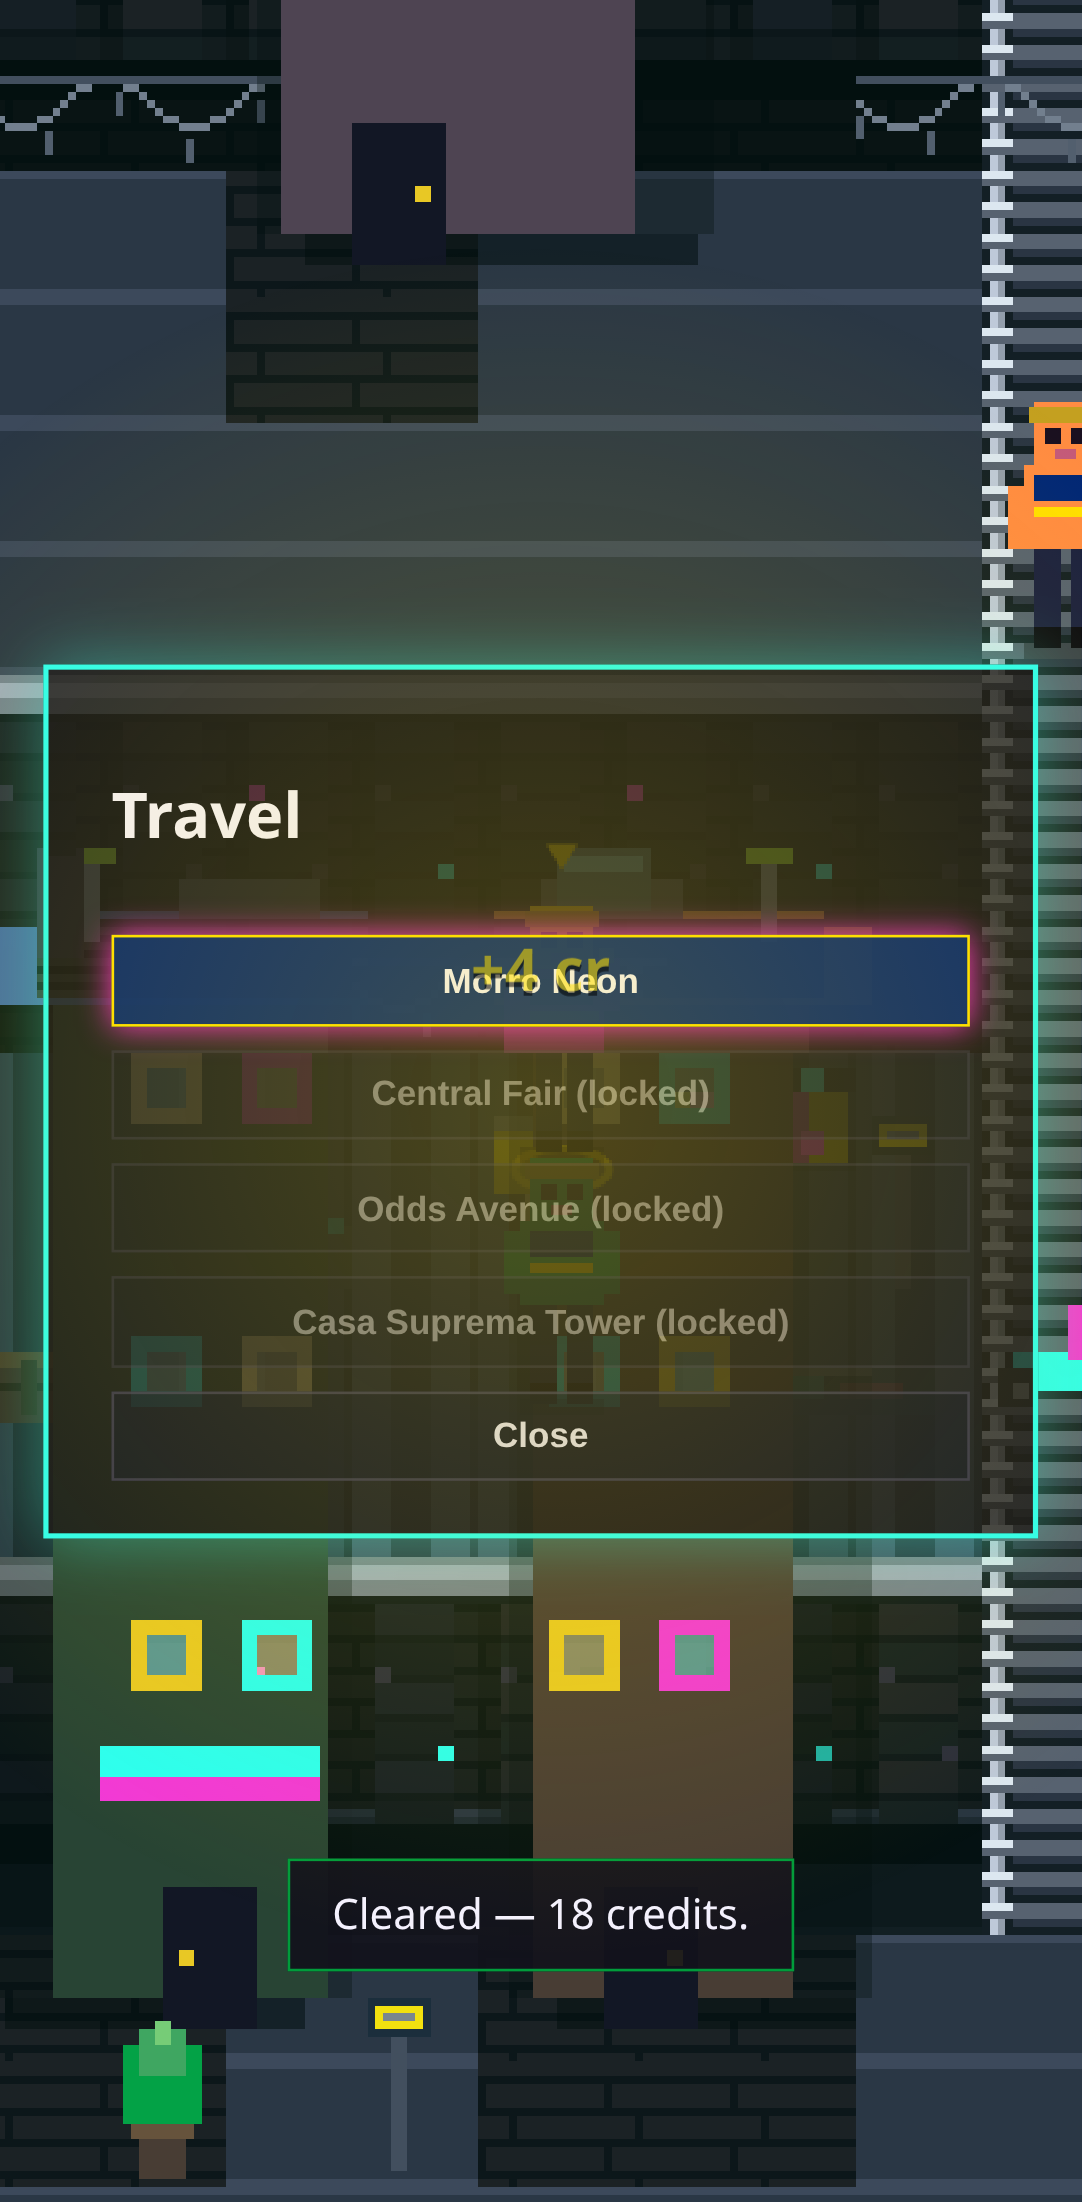 Travel
+4 cr
Morro Neon
Central Fair (locked)
Odds Avenue (locked)
Casa Suprema Tower (locked)
Close
Cleared — 18 credits.